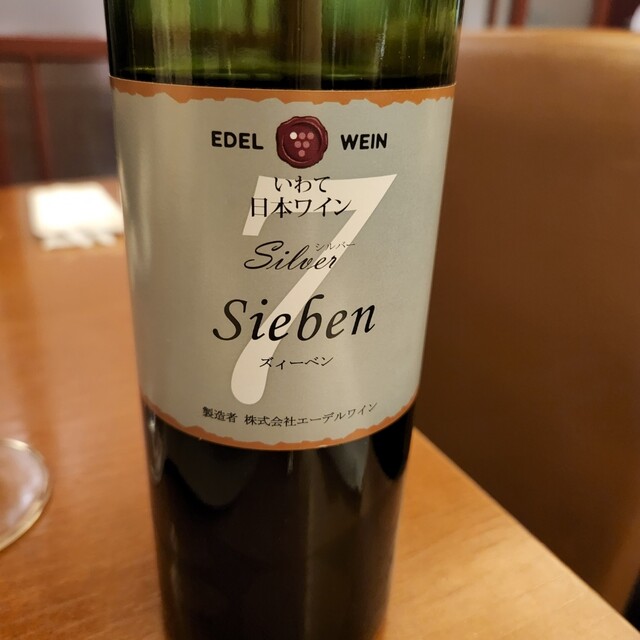 EDEL WEIN
いわて
日本ワイン
7
シルバー
Silver
Sieben
ズィーベン
製造者 株式会社エーデルワイン